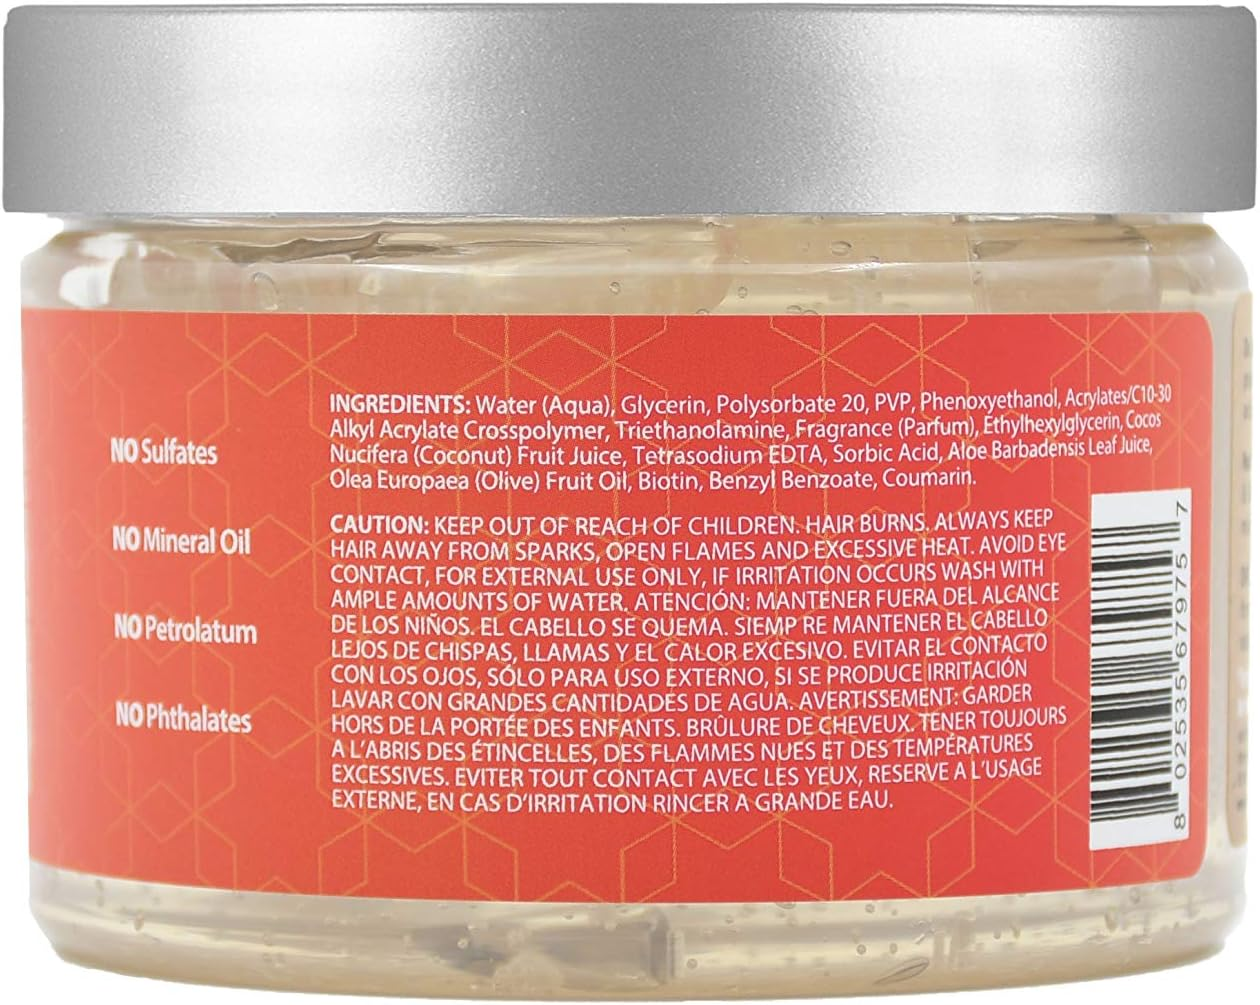 NO Sulfates
NO Mineral Oil
NO Petrolatum
NO Phthalates
INGREDIENTS: Water (Aqua), Glycerin, Polysorbate 20, PVP, Phenoxyethanol, Acrylates/C10-30
Alkyl Acrylate Crosspolymer, Triethanolamine, Fragrance (Parfum), Ethylhexylglycerin, Cocos
Nucifera (Coconut) Fruit Juice, Tetrasodium EDTA, Sorbic Acid, Aloe Barbadensis Leaf Juice,
Olea Europaea (Olive) Fruit Oil, Biotin, Benzyl Benzoate, Coumarin.
CAUTION: KEEP OUT OF REACH OF CHILDREN. HAIR BURNS. ALWAYS KEEP
HAIR AWAY FROM SPARKS, OPEN FLAMES AND EXCESSIVE HEAT. AVOID EYE
CONTACT, FOR EXTERNAL USE ONLY, IF IRRITATION OCCURS WASH WITH
AMPLE AMOUNTS OF WATER. ATENCIÓN: MANTENER FUERA DEL ALCANCE
DE LOS NIÑOS. EL CABELLO SE QUEMA. SIEMP RE MANTENER EL CABELLO
LEJOS DE CHISPAS, LLAMAS Y EL CALOR EXCESIVO. EVITAR EL CONTACTO
CON LOS OJOS, SÓLO PARA USO EXTERNO, SI SE PRODUCE IRRITACIÓN
LAVAR CON GRANDES CANTIDADES DE AGUA. AVERTISSEMENT: GARDER
HORS DE LA PORTÉE DES ENFANTS. BRÛLURE DE CHEVEUX. TENER TOUJOURS
A L'ABRIS DES ÉTINCELLES, DES FLAMMES NUES ET DES TEMPÉRATURES
EXCESSIVES. EVITER TOUT CONTACT AVEC LES YEUX, RESERVE A L'USAGE
EXTERNE, EN CAS D'IRRITATION RINCER A GRANDE EAU.
8 02535 67975 7